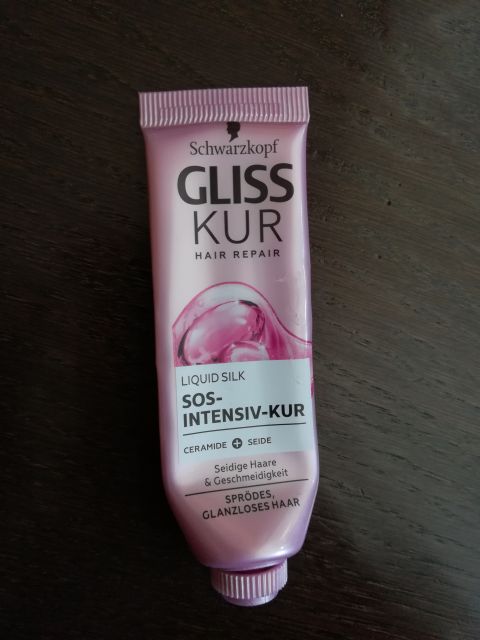 Schwarzkopf
GLISS
KUR
HAIR REPAIR
LIQUID SILK
SOS-
INTENSIV-KUR
CERAMIDE + SEIDE
Seidige Haare
& Geschmeidigkeit
SPRÖDES,
GLANZLOSES HAAR